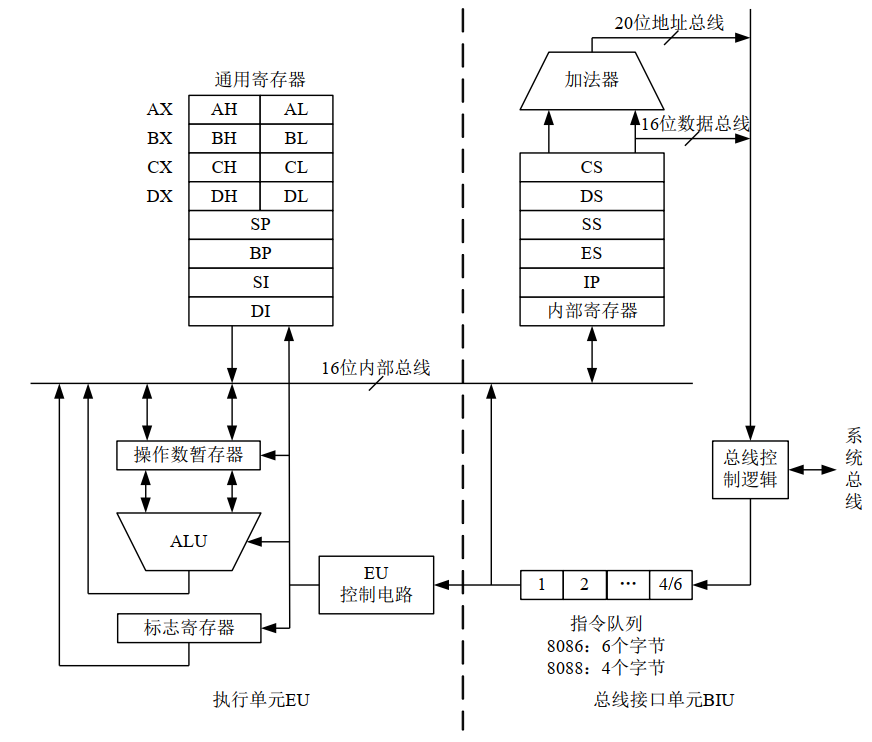 20位地址总线
通用寄存器
加法器
AX AH AL
16位数据总线
BX BH BL
CX CH CL
CS
DX DH DL
DS
SP
SS
BP
ES
SI
IP
DI
内部寄存器
16位内部总线
操作数暂存器
总线控
制逻辑
系
统
总
线
ALU
EU
控制电路
1 2 ··· 4/6
标志寄存器
指令队列
8086：6个字节
8088：4个字节
执行单元EU
总线接口单元BIU